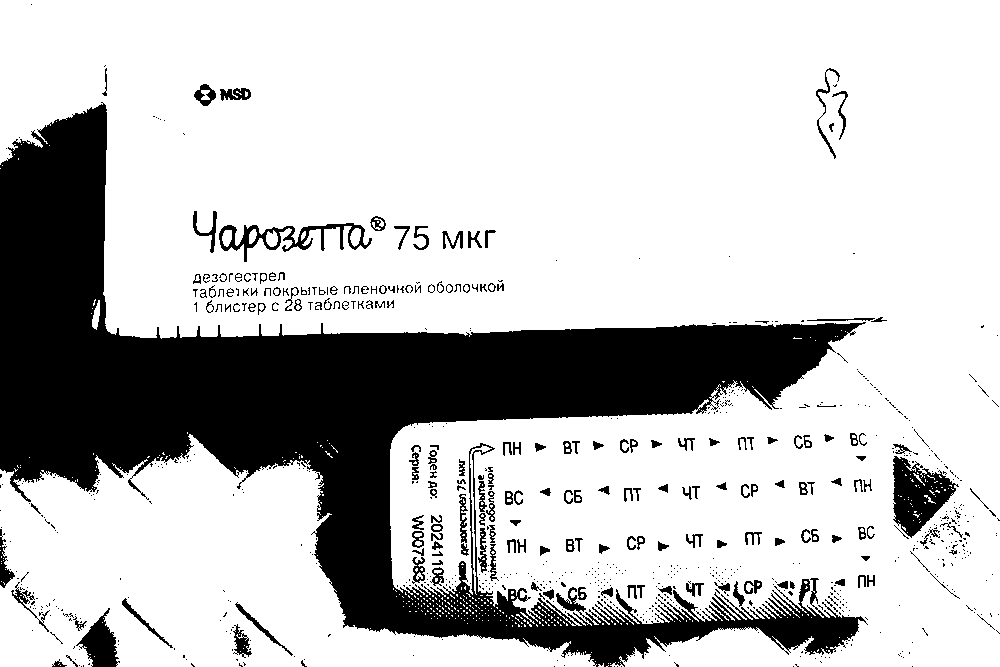 MSD
Чарозетта® 75 мкг
дезогестрел
таблетки покрытые пленочной оболочкой
1 блистер с 28 таблетками
Годен до: 20241106
Серия: W007383
дезогестрел 75 мкг
таблетки покрытые
пленочной оболочкой
ПН ► ВТ ► СР ► ЧТ ► ПТ ► СБ ► ВС
ВС ◄ СБ ◄ ПТ ◄ ЧТ ◄ СР ◄ ВТ ◄ ПН
ПН ► ВТ ► СР ► ЧТ ► ПТ ► СБ ► ВС
ВС ◄ СБ ◄ ПТ ◄ ЧТ ◄ СР ◄ ВТ ◄ ПН